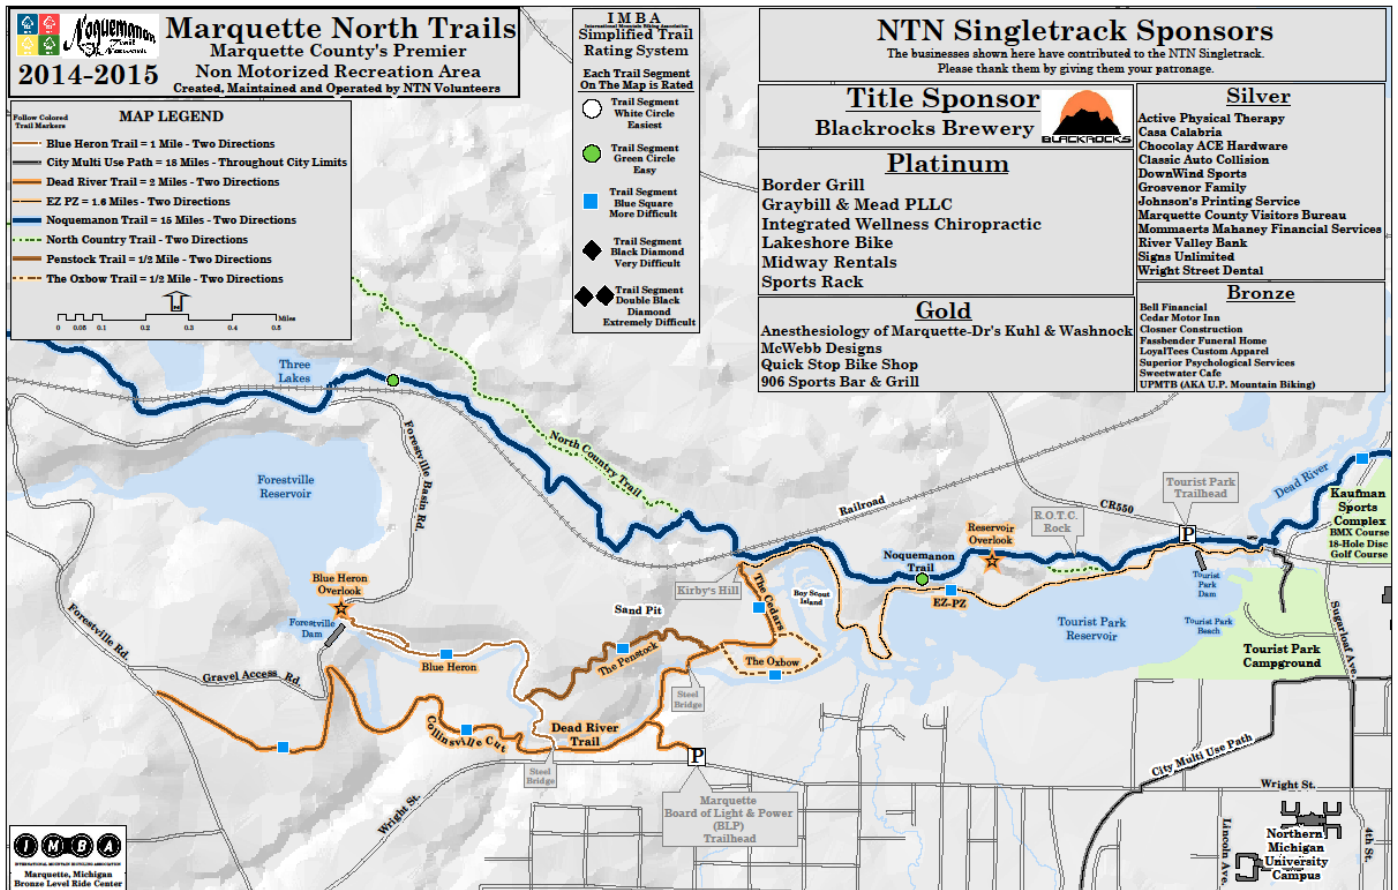 Noquemanon
Trail Network
2014-2015
Marquette North Trails
Marquette County's Premier
Non Motorized Recreation Area
Created, Maintained and Operated by NTN Volunteers
Follow Colored
Trail Markers
MAP LEGEND
Blue Heron Trail = 1 Mile - Two Directions
City Multi Use Path = 18 Miles - Throughout City Limits
Dead River Trail = 2 Miles - Two Directions
EZ PZ = 1.6 Miles - Two Directions
Noquemanon Trail = 15 Miles - Two Directions
North Country Trail - Two Directions
Penstock Trail = 1/2 Mile - Two Directions
The Oxbow Trail = 1/2 Mile - Two Directions
N
Miles
0 0.05 0.1 0.2 0.3 0.4 0.5
IMBA
International Mountain Biking Association
Simplified Trail
Rating System
Each Trail Segment
On The Map is Rated
Trail Segment
White Circle
Easiest
Trail Segment
Green Circle
Easy
Trail Segment
Blue Square
More Difficult
Trail Segment
Black Diamond
Very Difficult
Trail Segment
Double Black
Diamond
Extremely Difficult
NTN Singletrack Sponsors
The businesses shown here have contributed to the NTN Singletrack.
Please thank them by giving them your patronage.
Title Sponsor
Blackrocks Brewery
BLACKROCKS
Platinum
Border Grill
Graybill & Mead PLLC
Integrated Wellness Chiropractic
Lakeshore Bike
Midway Rentals
Sports Rack
Gold
Anesthesiology of Marquette-Dr's Kuhl & Washnock
McWebb Designs
Quick Stop Bike Shop
906 Sports Bar & Grill
Silver
Active Physical Therapy
Casa Calabria
Chocolay ACE Hardware
Classic Auto Collision
DownWind Sports
Grosvenor Family
Johnson's Printing Service
Marquette County Visitors Bureau
Mommaerts Mahaney Financial Services
River Valley Bank
Signs Unlimited
Wright Street Dental
Bronze
Bell Financial
Cedar Motor Inn
Closner Construction
Fassbender Funeral Home
LoyalTees Custom Apparel
Superior Psychological Services
Sweetwater Cafe
UPMTB (AKA U.P. Mountain Biking)
Three
Lakes
Forestville
Reservoir
Forestville Basin Rd.
North Country Trail
Railroad
CR550
Tourist Park
Trailhead
P
Dead River
Kaufman
Sports
Complex
BMX Course
18-Hole Disc
Golf Course
R.O.T.C.
Rock
Reservoir
Overlook
Noquemanon
Trail
EZ-PZ
Kirby's Hill
The Cedars
Boy Scout
Island
Tourist
Park
Dam
Tourist Park
Beach
Tourist Park
Reservoir
Tourist Park
Campground
Sugarloaf Ave.
Blue Heron
Overlook
Forestville
Dam
Forestville Rd.
Gravel Access Rd.
Blue Heron
Sand Pit
The Penstock
The Oxbow
Steel
Bridge
Dead River
Trail
Collinsville Cut
Steel
Bridge
P
Marquette
Board of Light & Power
(BLP)
Trailhead
Wright St.
City Multi Use Path
Wright St.
Lincoln Ave.
4th St.
Northern
Michigan
University
Campus
IMBA
INTERNATIONAL MOUNTAIN BICYCLING ASSOCIATION
Marquette, Michigan
Bronze Level Ride Center